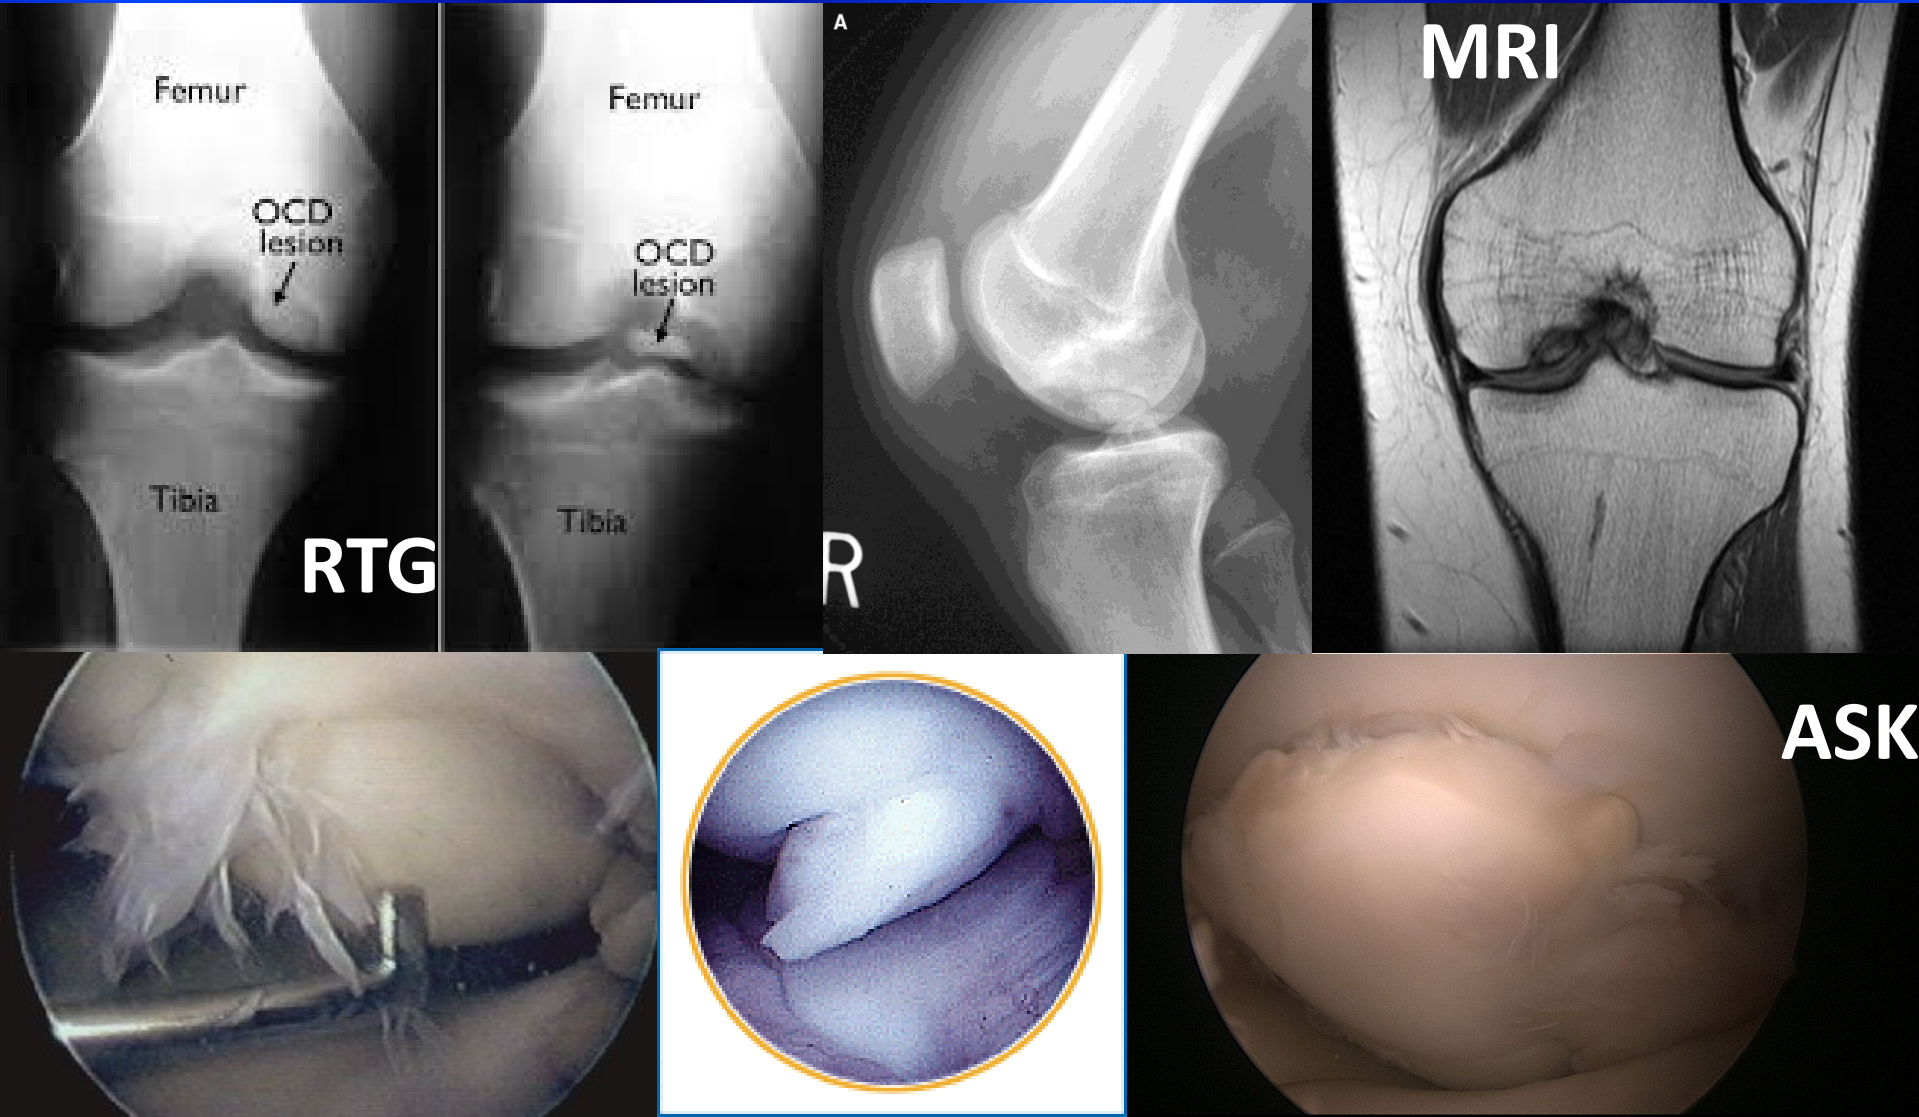 Femur
OCD
lesion
Tibia
RTG
Femur
OCD
lesion
Tibia
A
R
MRI
ASK